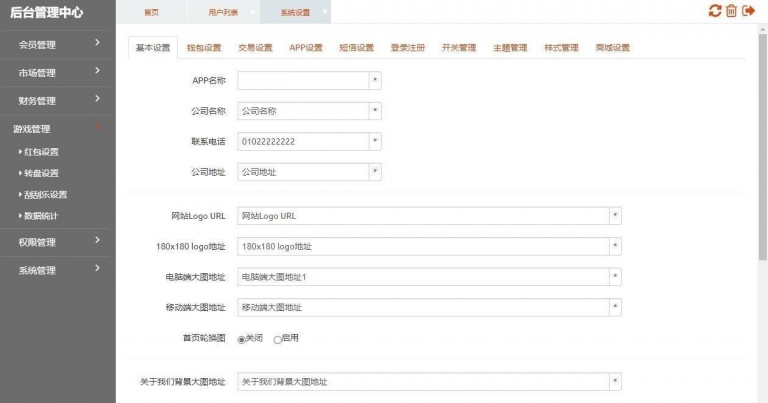 后台管理中心
首页
用户列表
系统设置
会员管理
市场管理
财务管理
游戏管理
红包设置
转盘设置
刮刮乐设置
数据统计
权限管理
系统管理
基本设置 钱包设置 交易设置 APP设置 短信设置 登录注册 开关管理 主题管理 样式管理 商城设置
APP名称 *
公司名称 公司名称 *
联系电话 01022222222 *
公司地址 公司地址 *
网站Logo URL 网站Logo URL *
180x180 logo地址 180x180 logo地址 *
电脑端大图地址 电脑端大图地址1 *
移动端大图地址 移动端大图地址 *
首页轮换图 关闭 启用
关于我们背景大图地址 关于我们背景大图地址 *